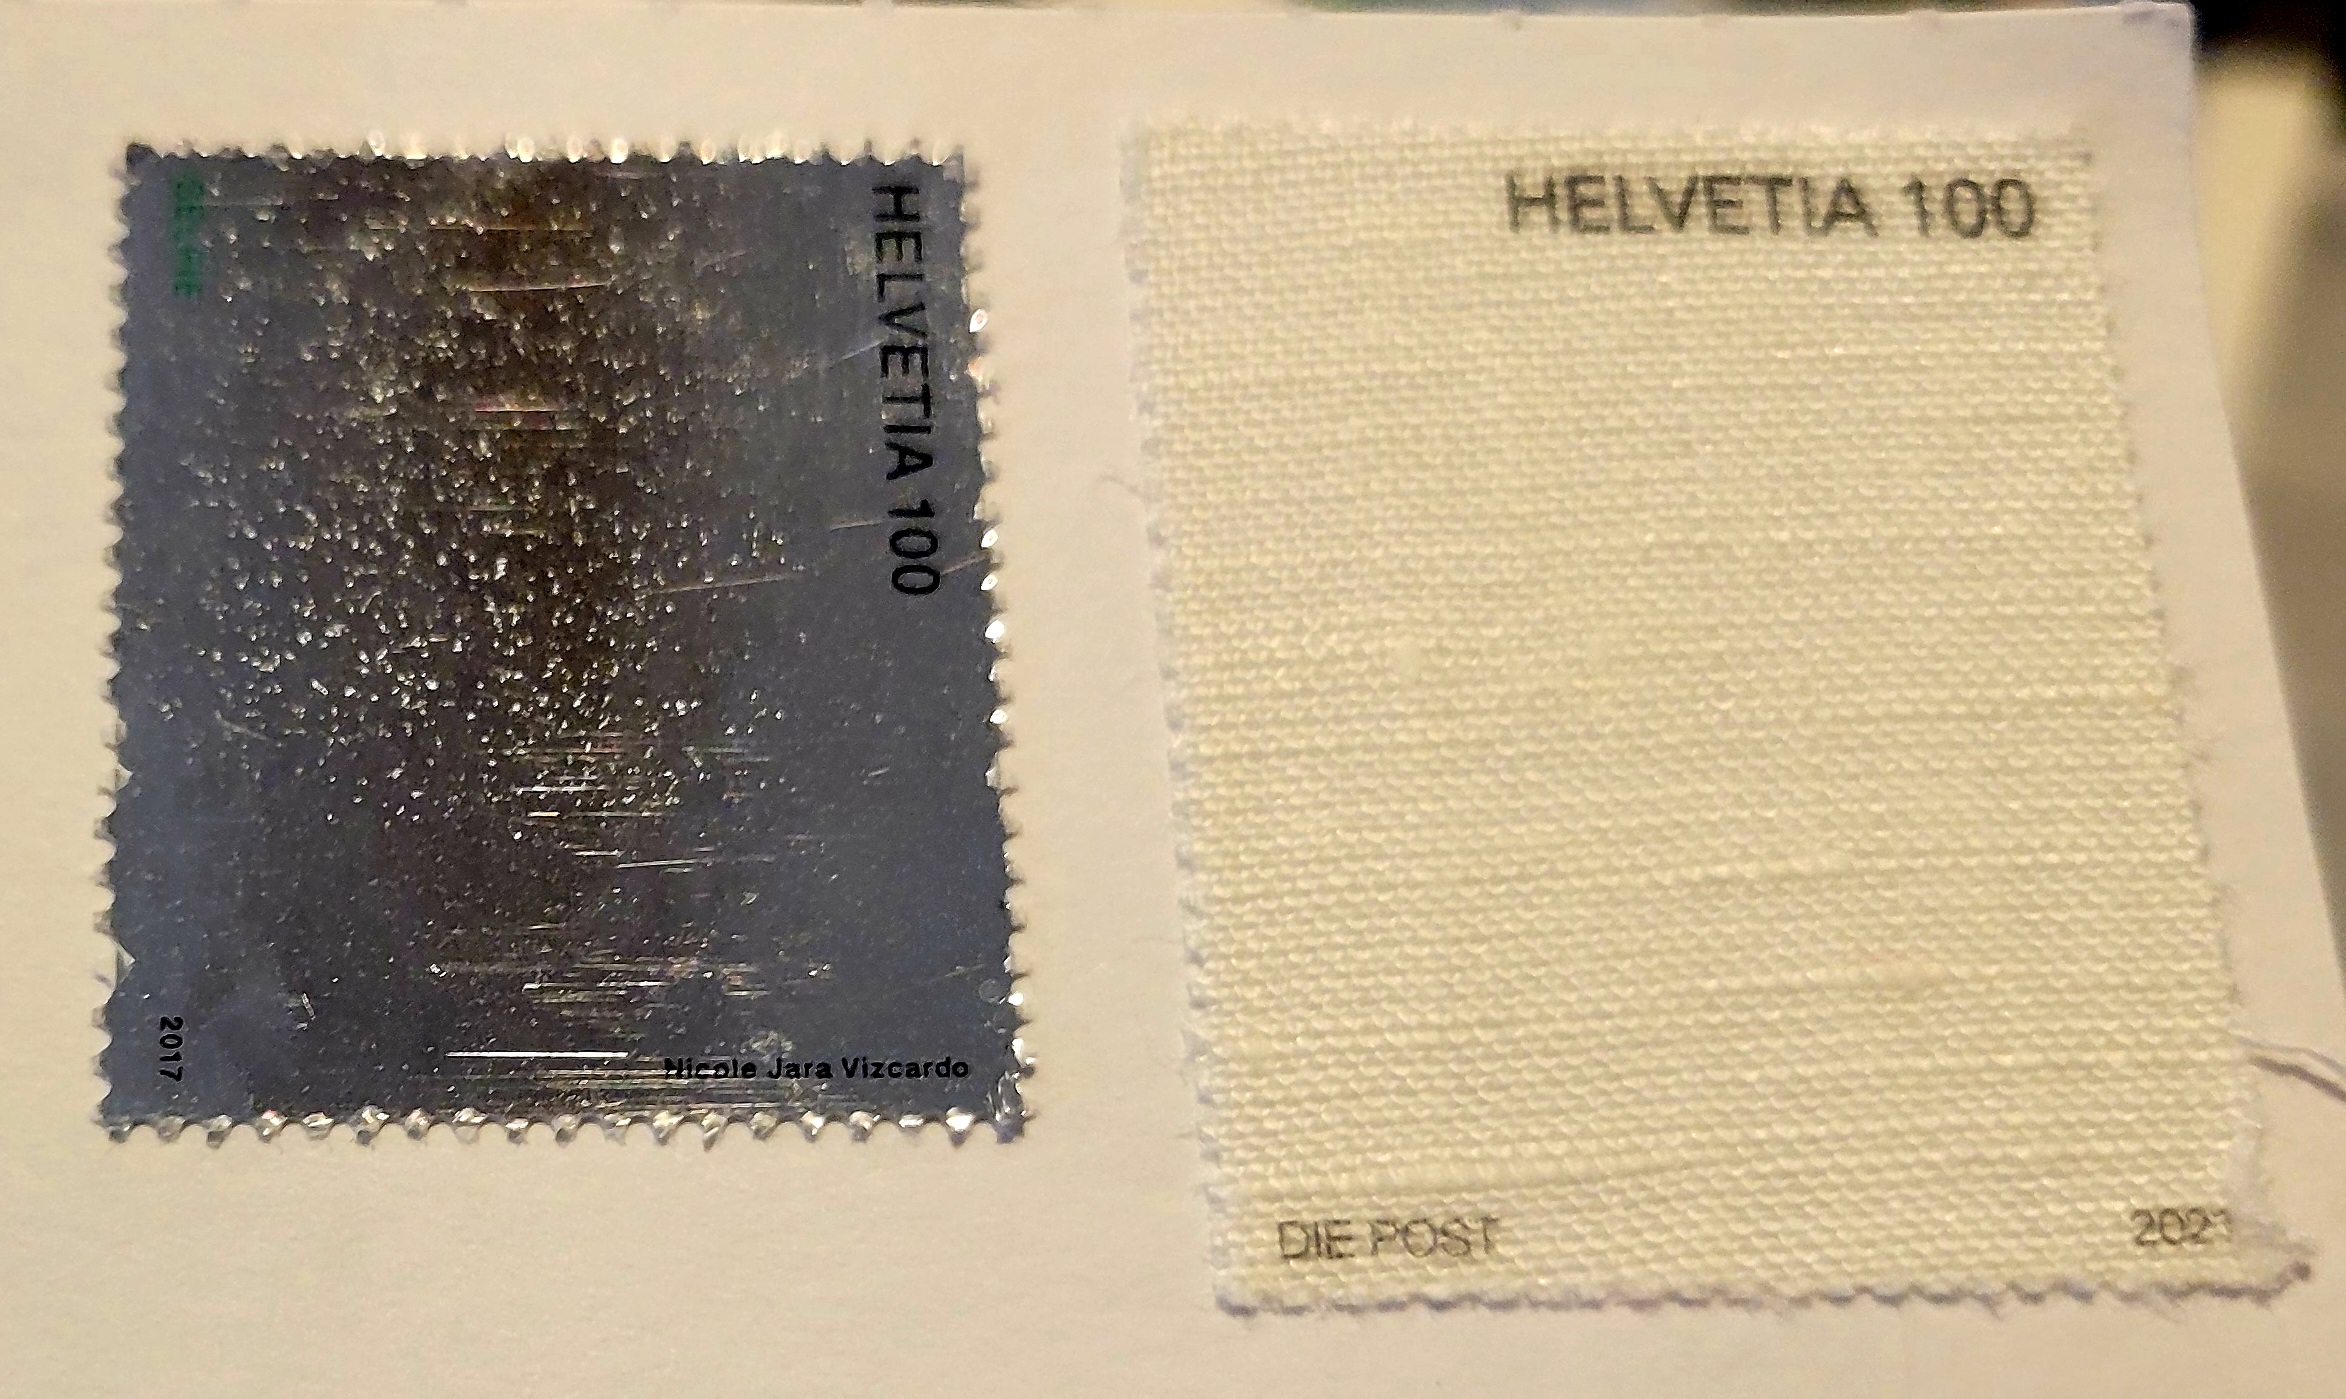 HELVETIA 100
2017
Nicole Jara Vizcardo
HELVETIA 100
DIE POST